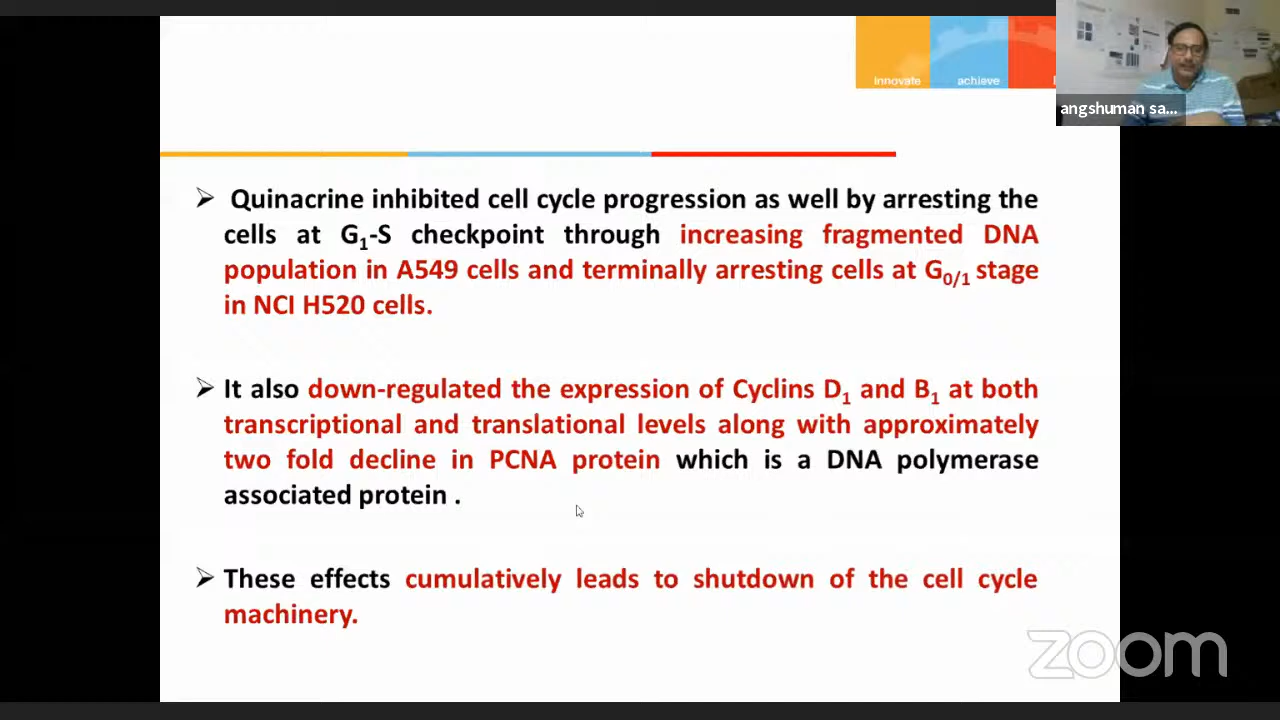 innovate achieve l
angshuman sa...
➢ Quinacrine inhibited cell cycle progression as well by arresting the
cells at G₁-S checkpoint through increasing fragmented DNA
population in A549 cells and terminally arresting cells at G₀/₁ stage
in NCI H520 cells.
➢ It also down-regulated the expression of Cyclins D₁ and B₁ at both
transcriptional and translational levels along with approximately
two fold decline in PCNA protein which is a DNA polymerase
associated protein .
➢ These effects cumulatively leads to shutdown of the cell cycle
machinery.
zoom